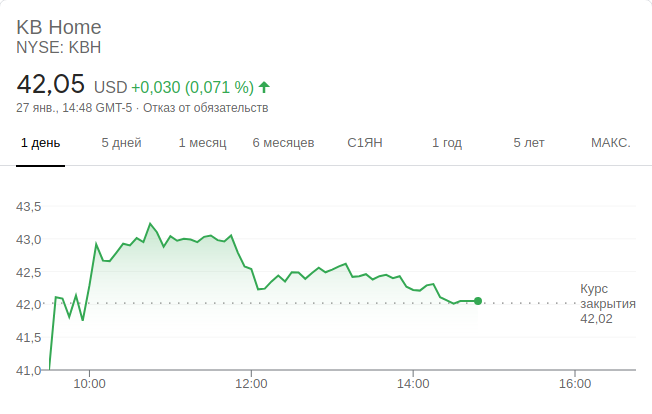 KB Home
NYSE: KBH
42,05 USD +0,030 (0,071 %)
27 янв., 14:48 GMT-5 · Отказ от обязательств
1 день 5 дней 1 месяц 6 месяцев С1ЯН 1 год 5 лет МАКС.
43,5
43,0
42,5
42,0
41,5
41,0
Курс
закрытия
42,02
10:00 12:00 14:00 16:00